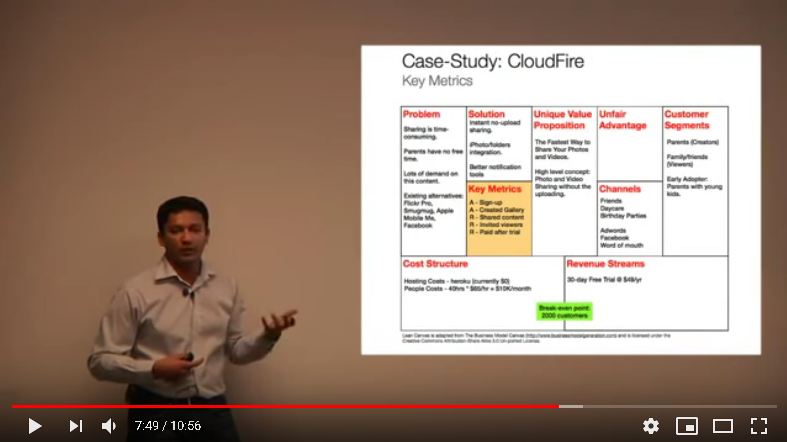 Case-Study: CloudFire
Key Metrics
Problem
Sharing is time-
consuming.
Parents have no free
time.
Lots of demand on
this content.
Existing alternatives:
Flickr Pro,
Smugmug, Apple
Mobile Me,
Facebook
Solution
Instant no-upload
sharing.
iPhoto/folders
integration.
Better notification
tools
Key Metrics
A - Sign-up
A - Created Gallery
R - Shared content
R - Invited viewers
R - Paid after trial
Unique Value
Proposition
The Fastest Way to
Share Your Photos
and Videos.
High level concept:
Photo and Video
Sharing without the
uploading.
Unfair
Advantage
Channels
Friends
Daycare
Birthday Parties
Adwords
Facebook
Word of mouth
Customer
Segments
Parents (Creators)
Family/friends
(Viewers)
Early Adopter:
Parents with young
kids.
Cost Structure
Hosting Costs - heroku (currently $0)
People Costs - 40hrs * $65/hr = $10K/month
Revenue Streams
30-day Free Trial @ $49/yr
Break-even point:
2000 customers
Lean Canvas is adapted from The Business Model Canvas (http://www.businessmodelgeneration.com) and is licensed under the
Creative Commons Attribution-Share Alike 3.0 Un-ported License.
7:49 / 10:56